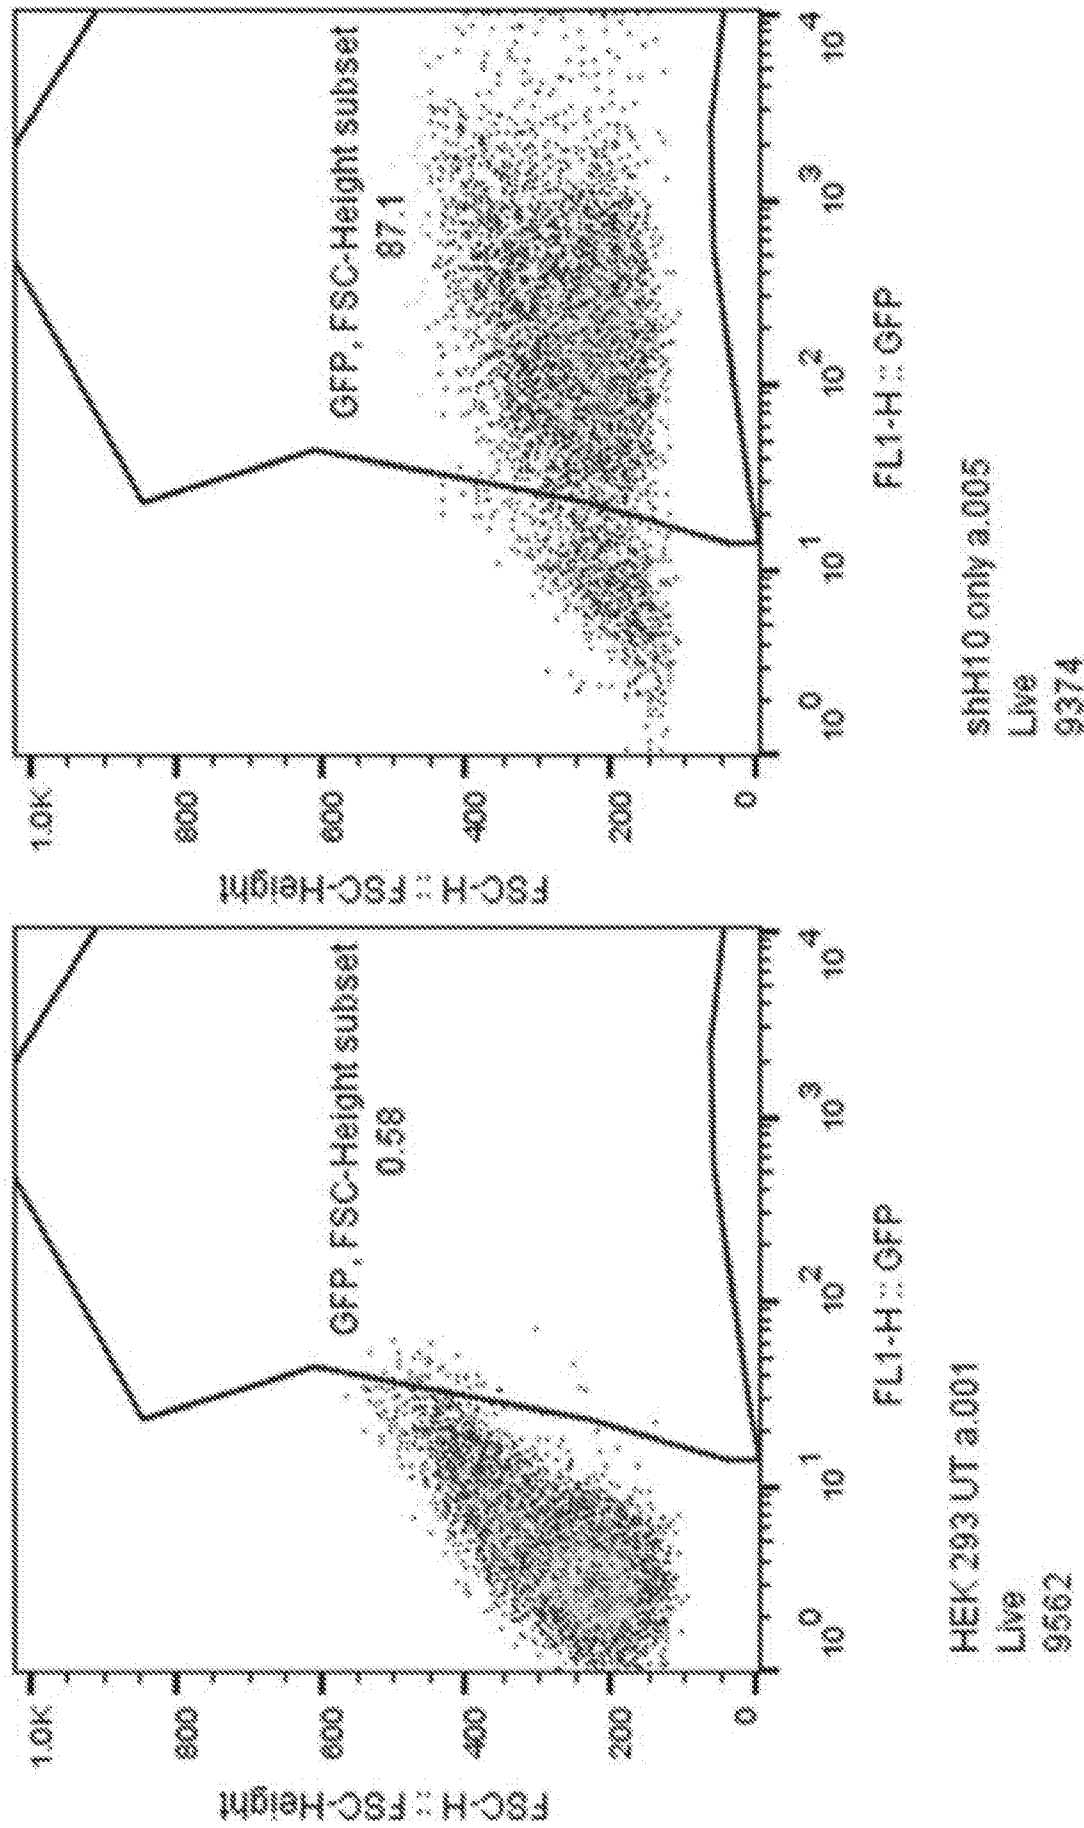 1.0K
800
600
400
200
0
FSC-H :: FSC-Height
GFP, FSC-Height subset
0.58
10^0
10^1
10^2
10^3
10^4
FL1-H :: GFP
HEK 293 UT a.001
Live
9562
1.0K
800
600
400
200
0
FSC-H :: FSC-Height
GFP, FSC-Height subset
87.1
10^0
10^1
10^2
10^3
10^4
FL1-H :: GFP
shH10 only a.005
Live
9374